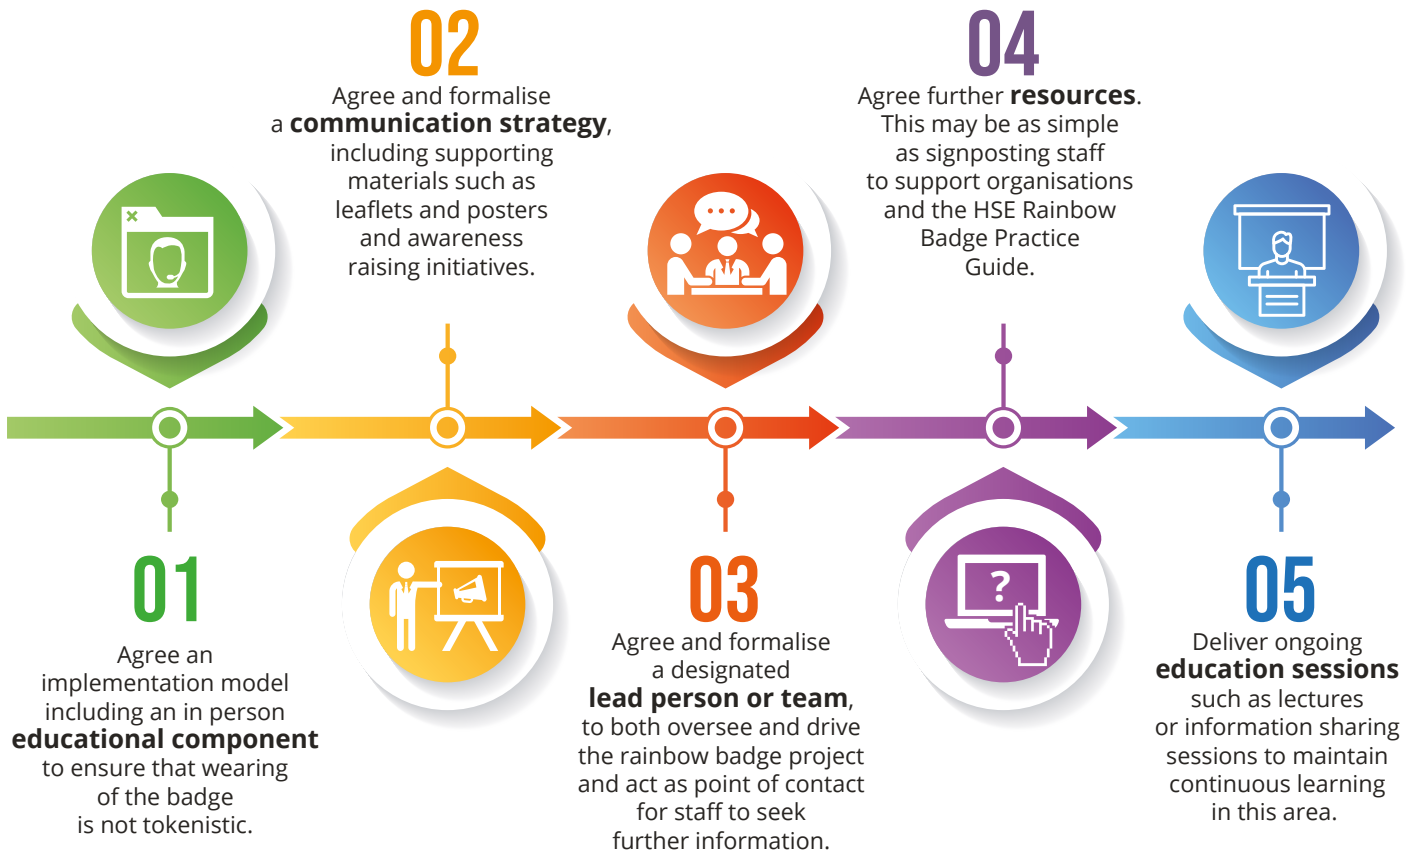 01
Agree an
implementation model
including an in person
educational component
to ensure that wearing
of the badge
is not tokenistic.
02
Agree and formalise
a communication strategy,
including supporting
materials such as
leaflets and posters
and awareness
raising initiatives.
03
Agree and formalise
a designated
lead person or team,
to both oversee and drive
the rainbow badge project
and act as point of contact
for staff to seek
further information.
04
Agree further resources.
This may be as simple
as signposting staff
to support organisations
and the HSE Rainbow
Badge Practice
Guide.
?
05
Deliver ongoing
education sessions
such as lectures
or information sharing
sessions to maintain
continuous learning
in this area.